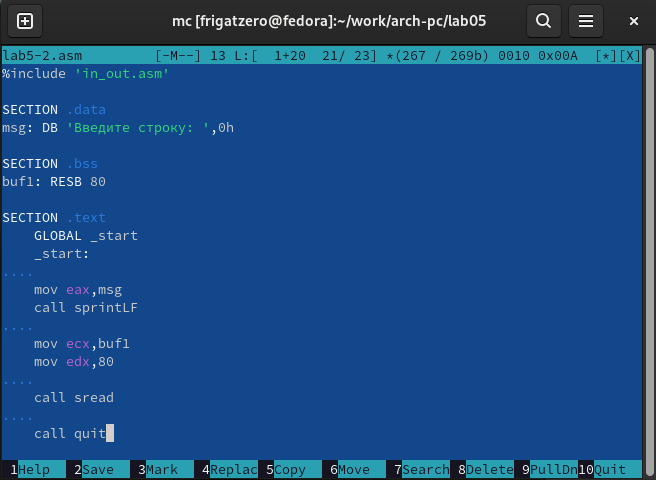 mc [frigatzero@fedora]:~/work/arch-pc/lab05
lab5-2.asm [-M--] 13 L:[ 1+20 21/ 23] *(267 / 269b) 0010 0x00A [*][X]
%include 'in_out.asm'
SECTION .data
msg: DB 'Введите строку: ',0h
SECTION .bss
buf1: RESB 80
SECTION .text
GLOBAL _start
_start:
....
mov eax,msg
call sprintLF
....
mov ecx,buf1
mov edx,80
....
call sread
....
call quit
1Help 2Save 3Mark 4Replac 5Copy 6Move 7Search 8Delete 9PullDn 10Quit